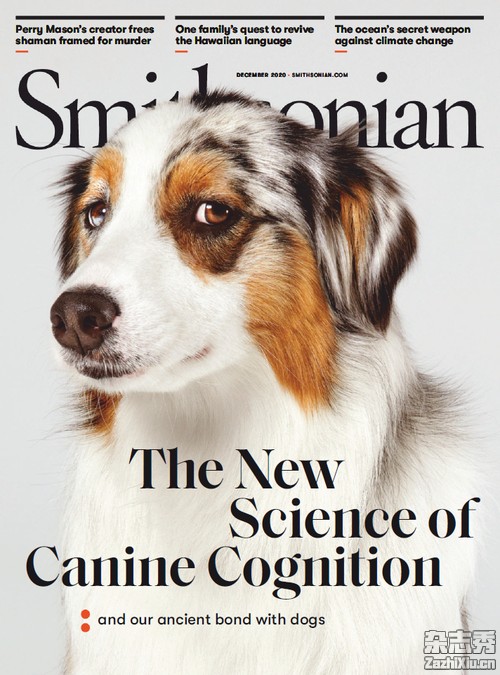 Perry Mason's creator frees
shaman framed for murder
One family's quest to revive
the Hawaiian language
The ocean's secret weapon
against climate change
DECEMBER 2020 · SMITHSONIAN.COM
Smithsonian
The New
Science of
Canine Cognition
and our ancient bond with dogs
杂志秀
ZaZhiXiu.cn